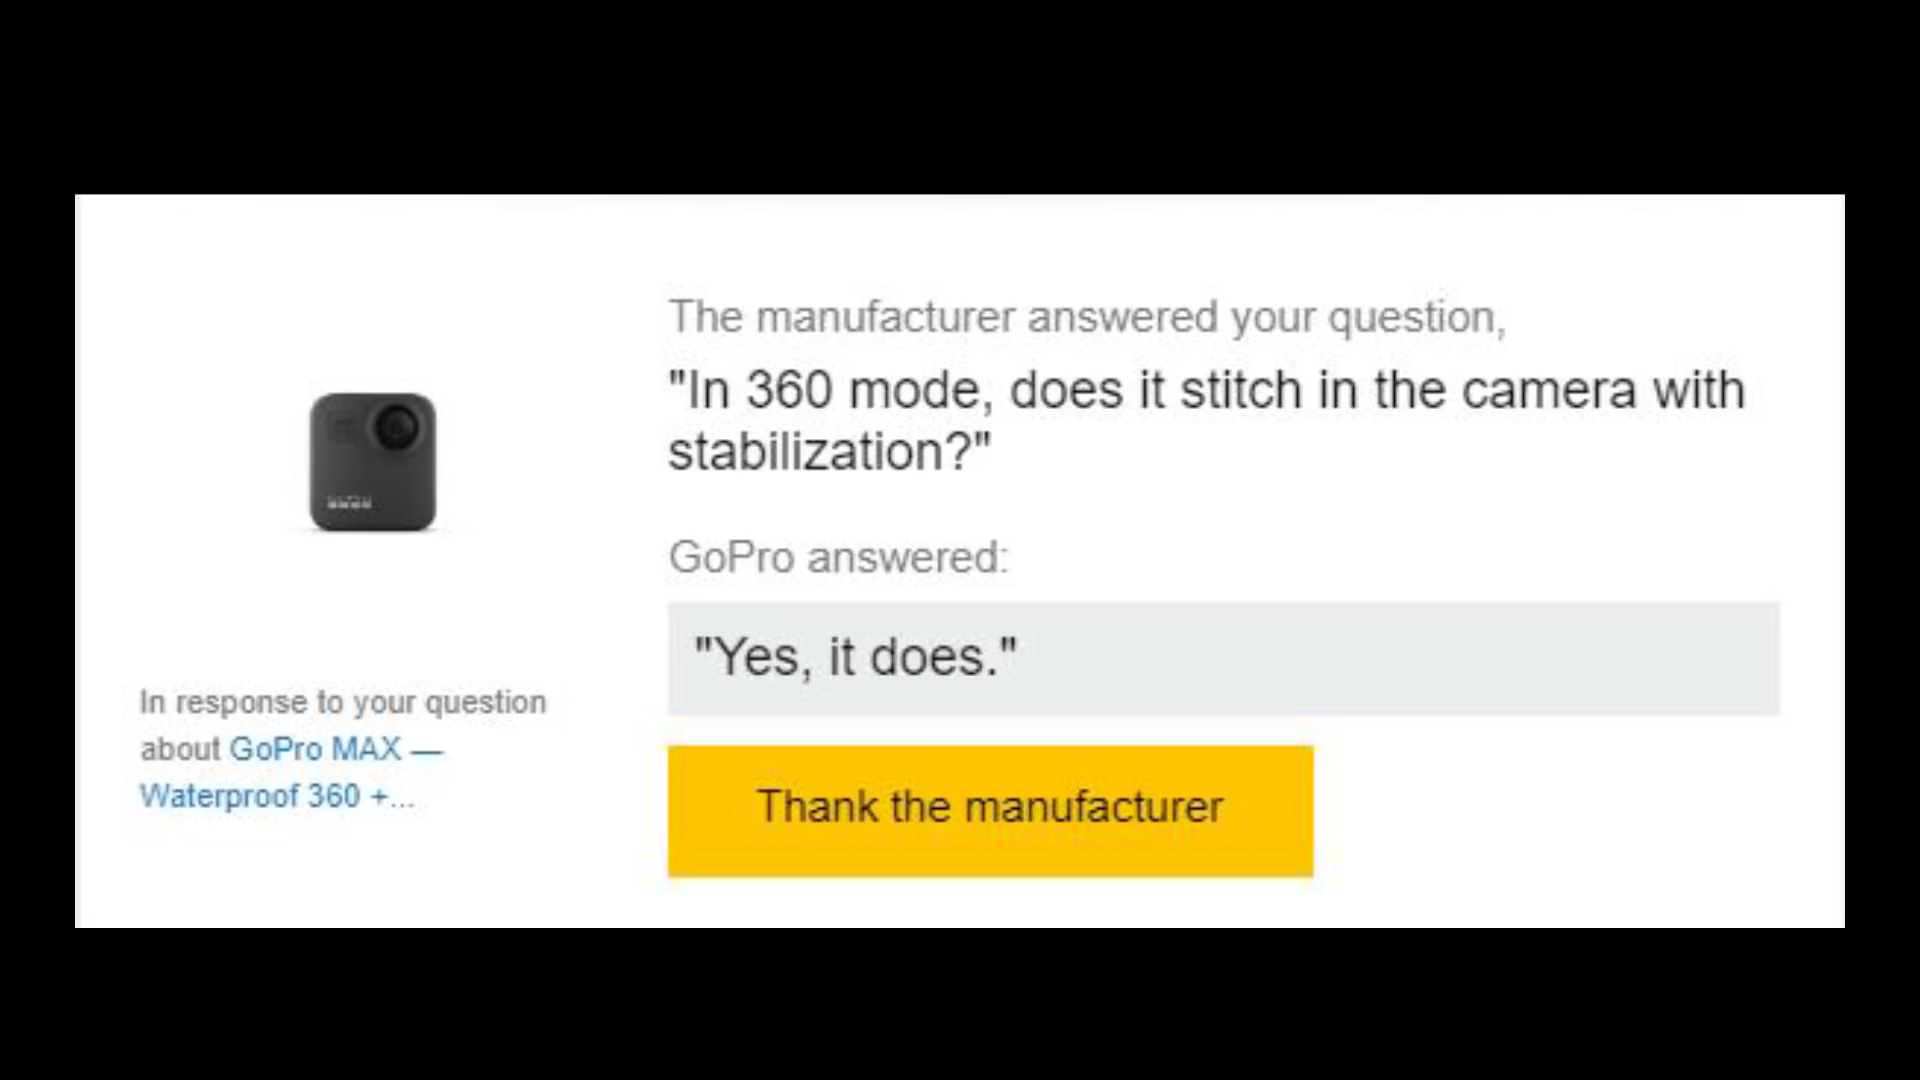 The manufacturer answered your question,
"In 360 mode, does it stitch in the camera with
stabilization?"
GoPro answered:
"Yes, it does."
Thank the manufacturer
In response to your question
about GoPro MAX —
Waterproof 360 +...